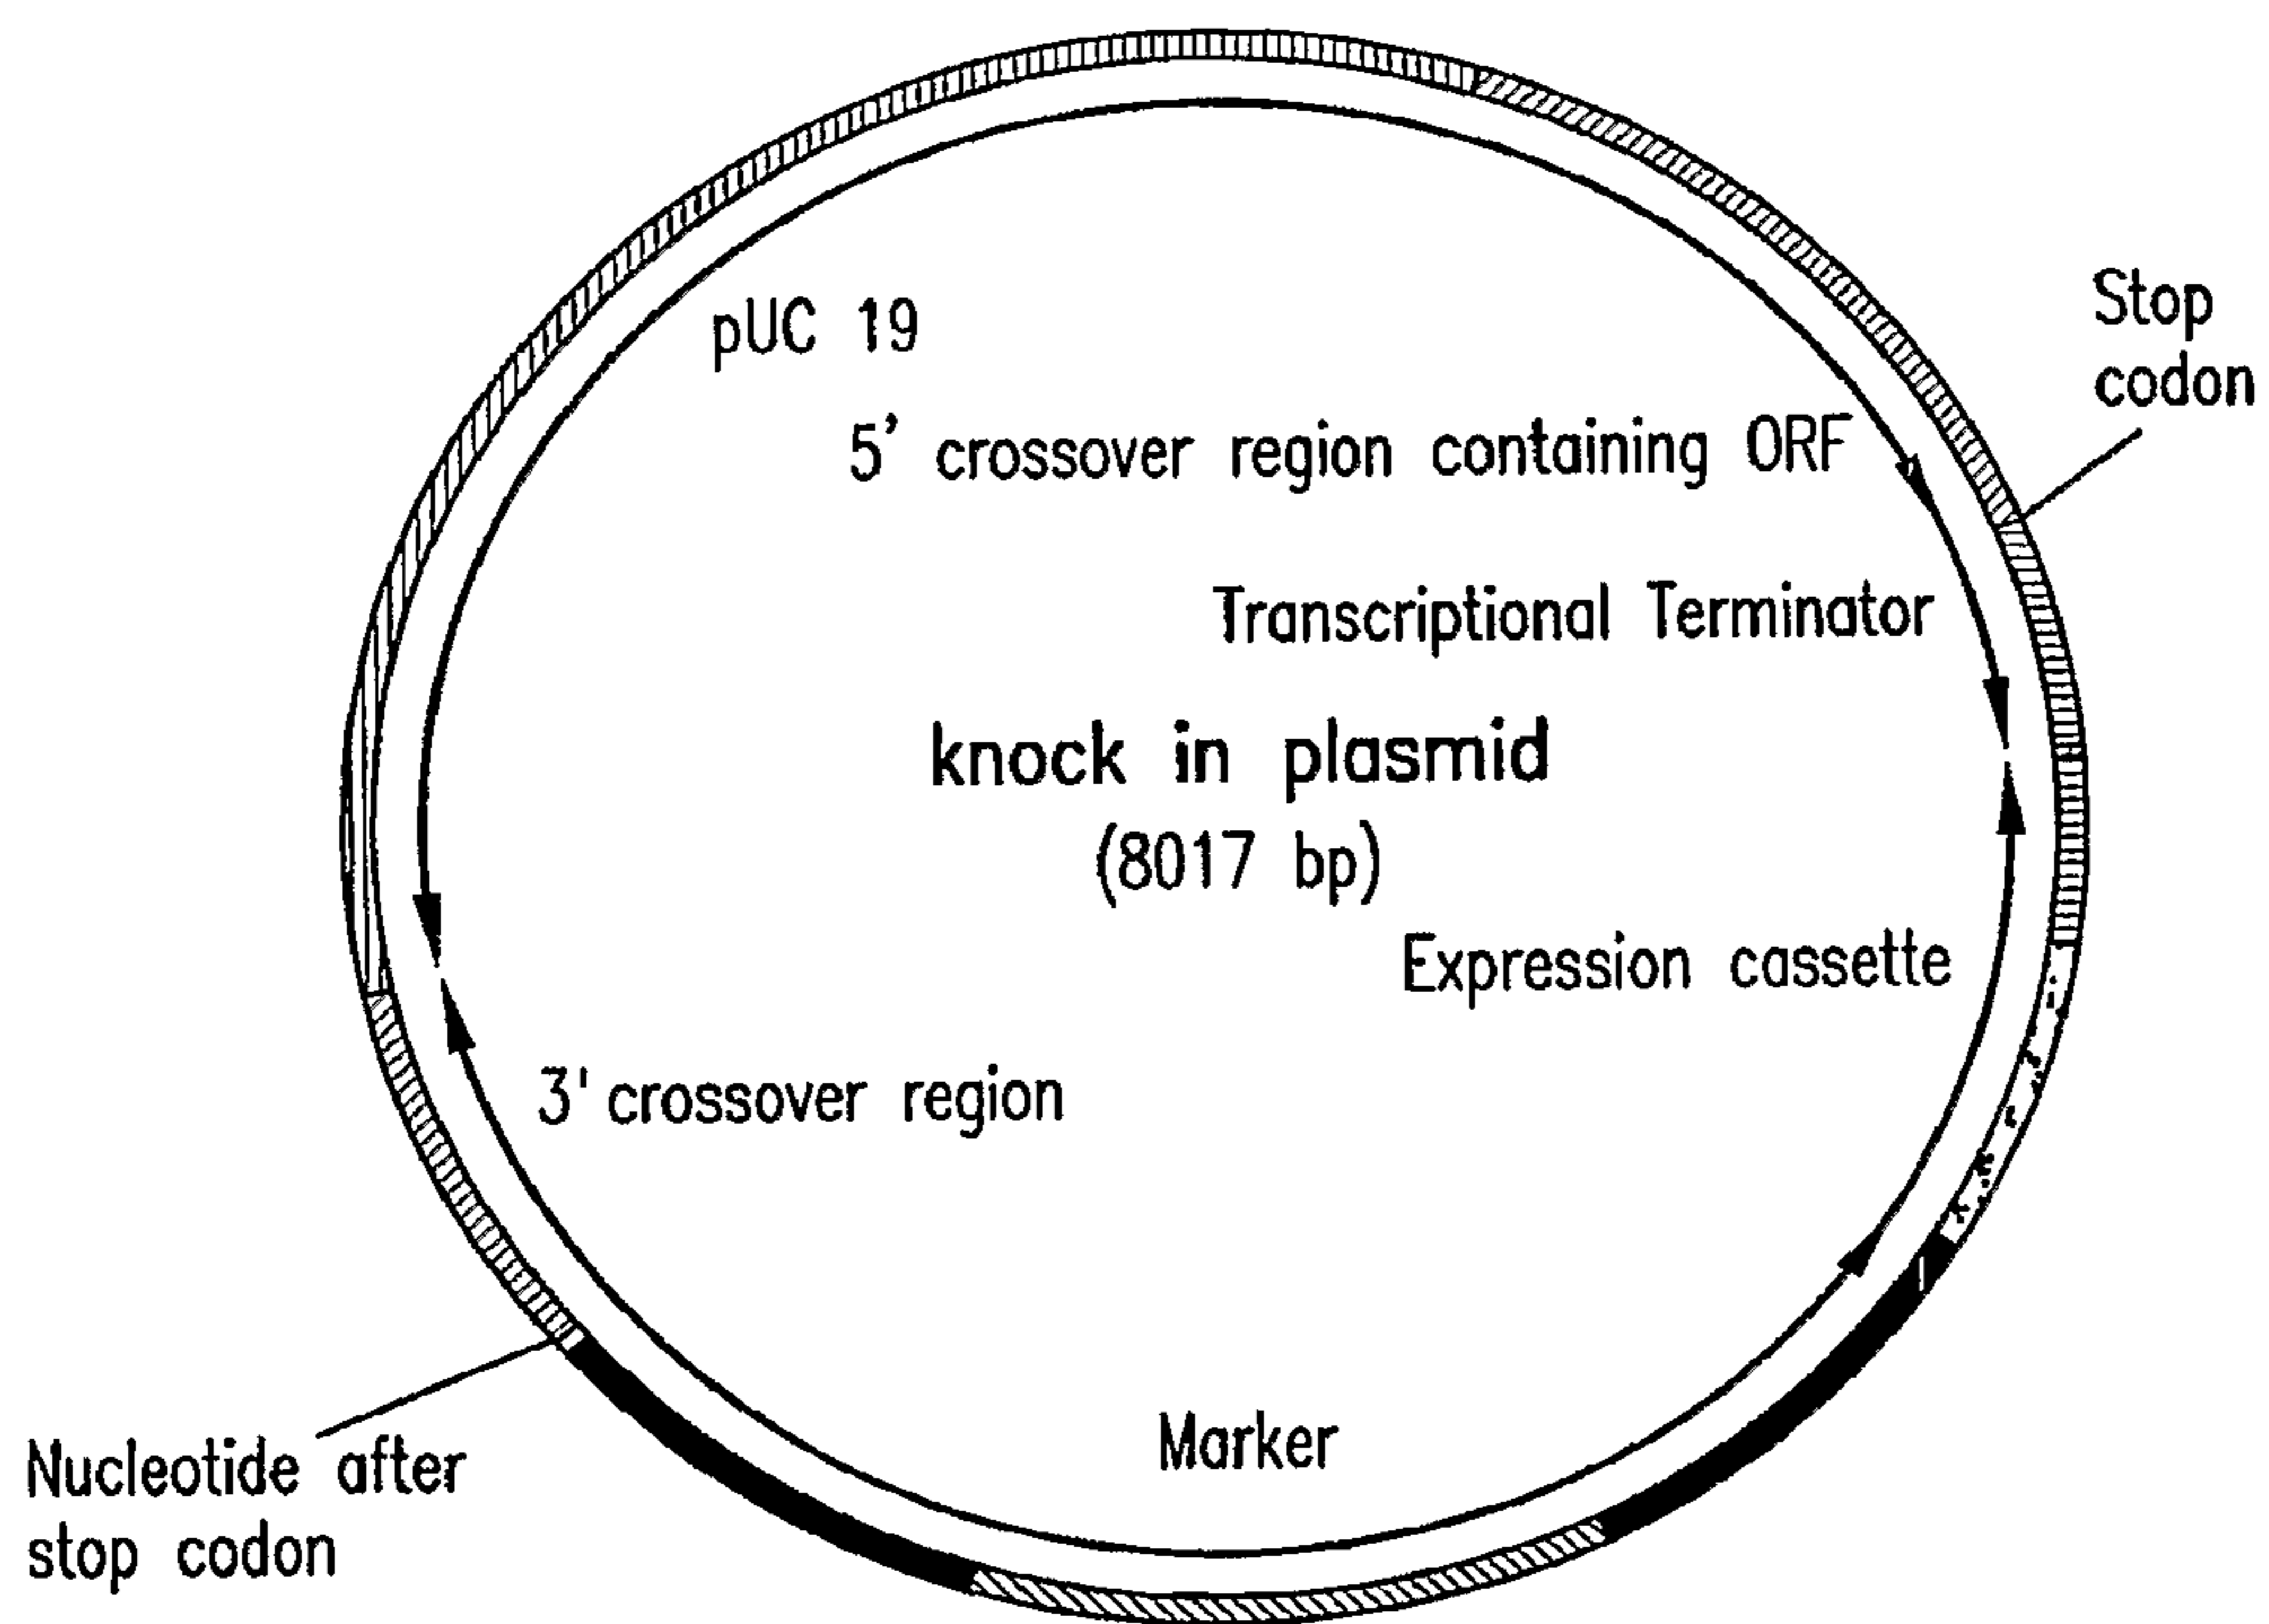 pUC 19
Stop
codon
5' crossover region containing ORF
Transcriptional Terminator
knock in plasmid
(8017 bp)
Expression cassette
3' crossover region
Marker
Nucleotide after
stop codon